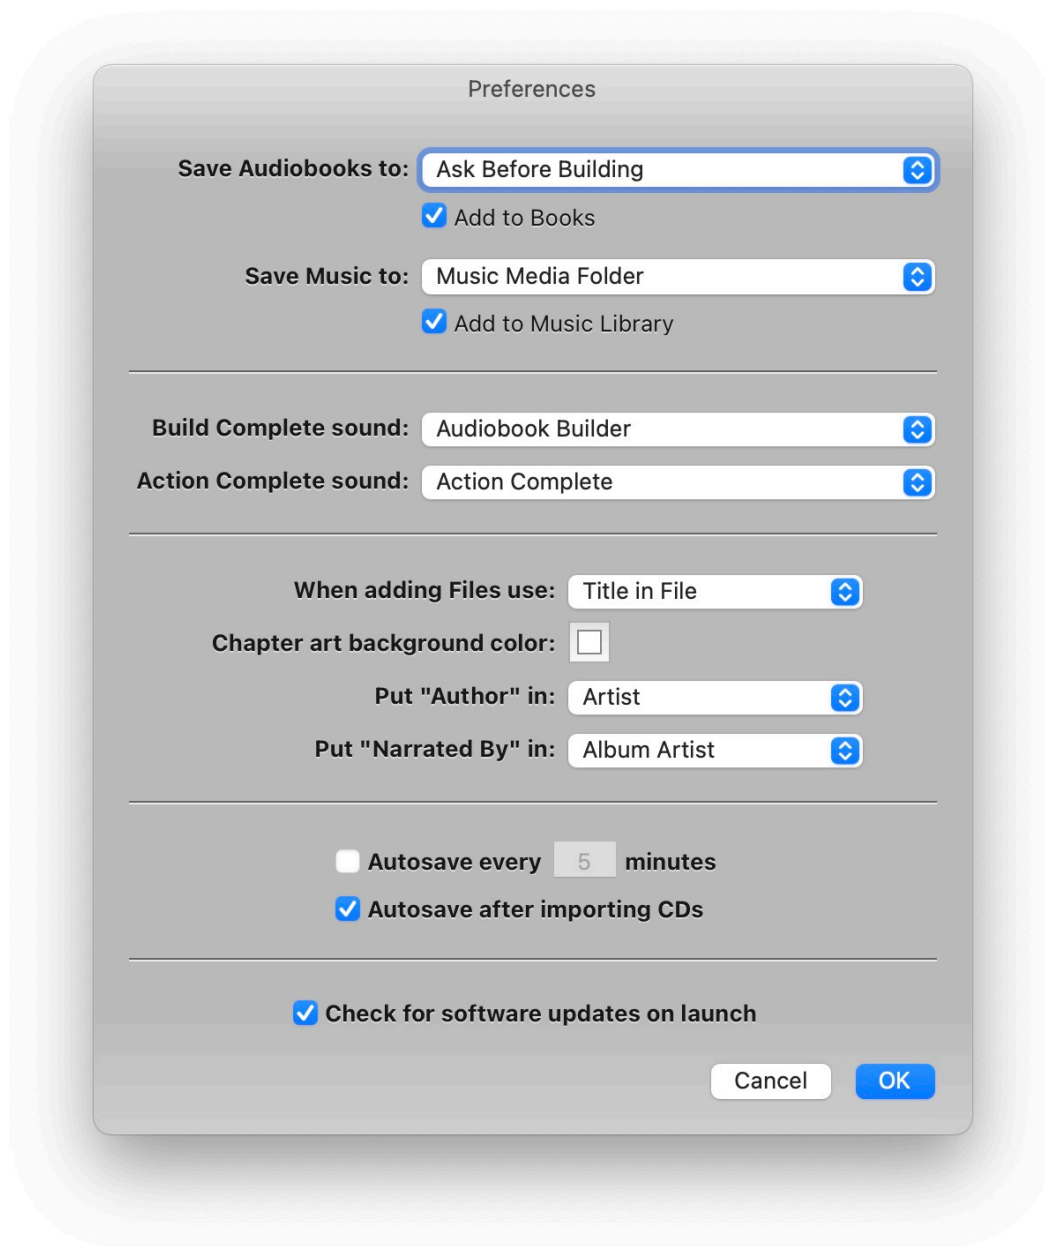 Preferences
Save Audiobooks to: Ask Before Building
Add to Books
Save Music to: Music Media Folder
Add to Music Library
Build Complete sound: Audiobook Builder
Action Complete sound: Action Complete
When adding Files use: Title in File
Chapter art background color:
Put "Author" in: Artist
Put "Narrated By" in: Album Artist
Autosave every 5 minutes
Autosave after importing CDs
Check for software updates on launch
Cancel OK